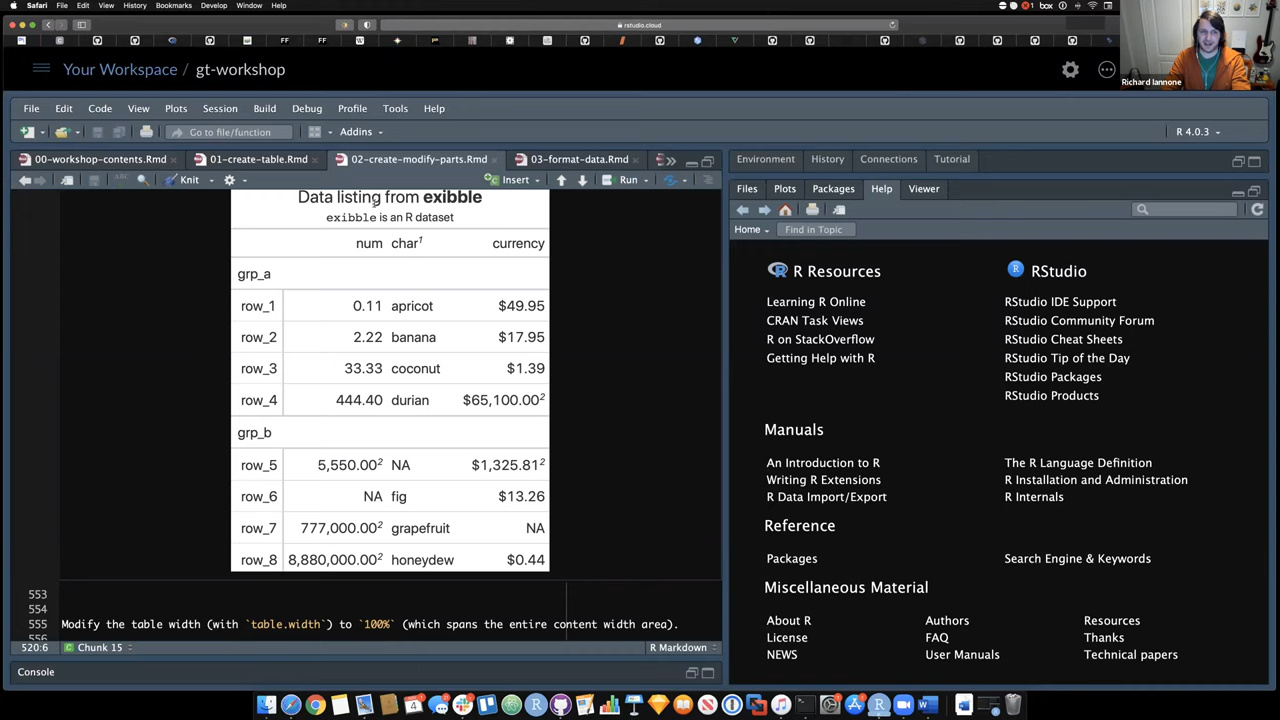 Safari File Edit View History Bookmarks Develop Window Help
box
rstudio.cloud
Your Workspace / gt-workshop
Richard Iannone
File Edit Code View Plots Session Build Debug Profile Tools Help
Go to file/function Addins R 4.0.3
00-workshop-contents.Rmd 01-create-table.Rmd 02-create-modify-parts.Rmd 03-format-data.Rmd
Knit Insert Run
Data listing from exibble
exibble is an R dataset
num char1 currency
grp_a
row_1 0.11 apricot $49.95
row_2 2.22 banana $17.95
row_3 33.33 coconut $1.39
row_4 444.40 durian $65,100.002
grp_b
row_5 5,550.002 NA $1,325.812
row_6 NA fig $13.26
row_7 777,000.002 grapefruit NA
row_8 8,880,000.002 honeydew $0.44
553
554
555 Modify the table width (with `table.width`) to `100%` (which spans the entire content width area).
556
520:6 Chunk 15 R Markdown
Console
Environment History Connections Tutorial
Files Plots Packages Help Viewer
Home Find in Topic
R Resources
Learning R Online
CRAN Task Views
R on StackOverflow
Getting Help with R
RStudio
RStudio IDE Support
RStudio Community Forum
RStudio Cheat Sheets
RStudio Tip of the Day
RStudio Packages
RStudio Products
Manuals
An Introduction to R The R Language Definition
Writing R Extensions R Installation and Administration
R Data Import/Export R Internals
Reference
Packages Search Engine & Keywords
Miscellaneous Material
About R Authors Resources
License FAQ Thanks
NEWS User Manuals Technical papers